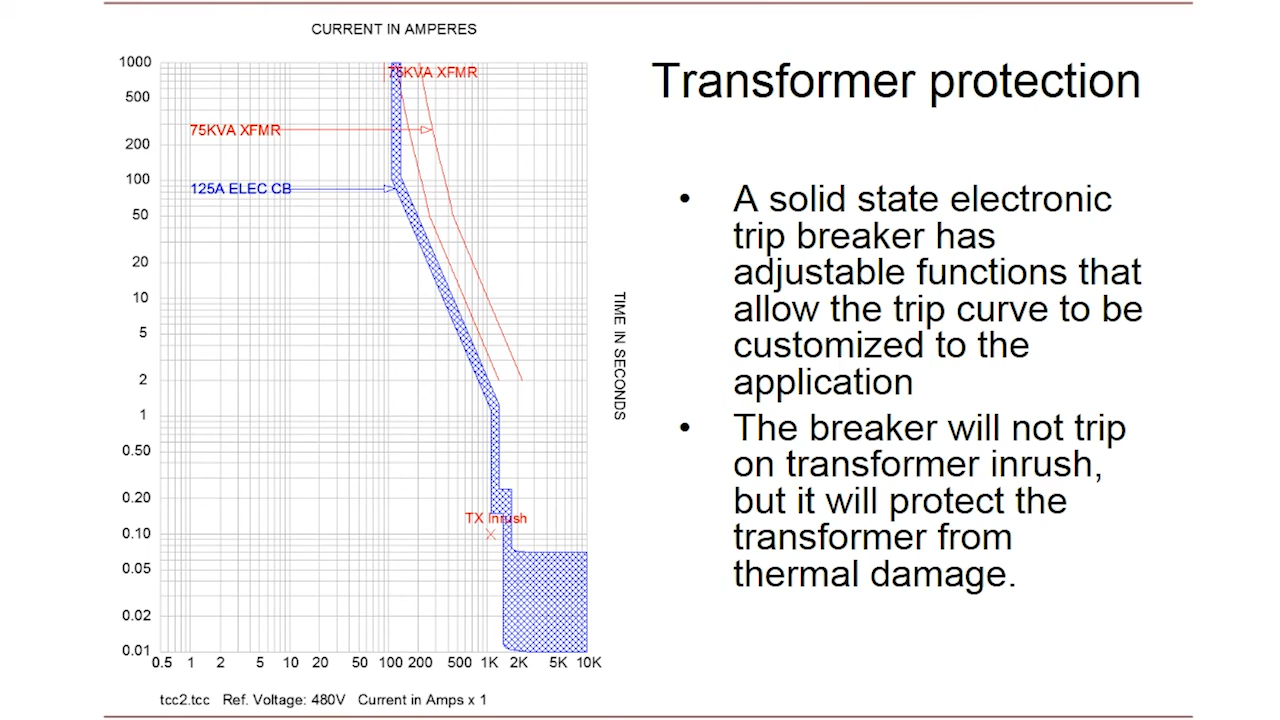 CURRENT IN AMPERES
Transformer protection
1000
500
200
100
50
20
10
5
2
1
0.50
0.20
0.10
0.05
0.02
0.01
75KVA XFMR
75KVA XFMR
125A ELEC CB
TX Inrush
TIME IN SECONDS
0.5 1 2 5 10 20 50 100 200 500 1K 2K 5K 10K
tcc2.tcc Ref. Voltage: 480V Current in Amps x 1
• A solid state electronic
trip breaker has
adjustable functions that
allow the trip curve to be
customized to the
application
• The breaker will not trip
on transformer inrush,
but it will protect the
transformer from
thermal damage.